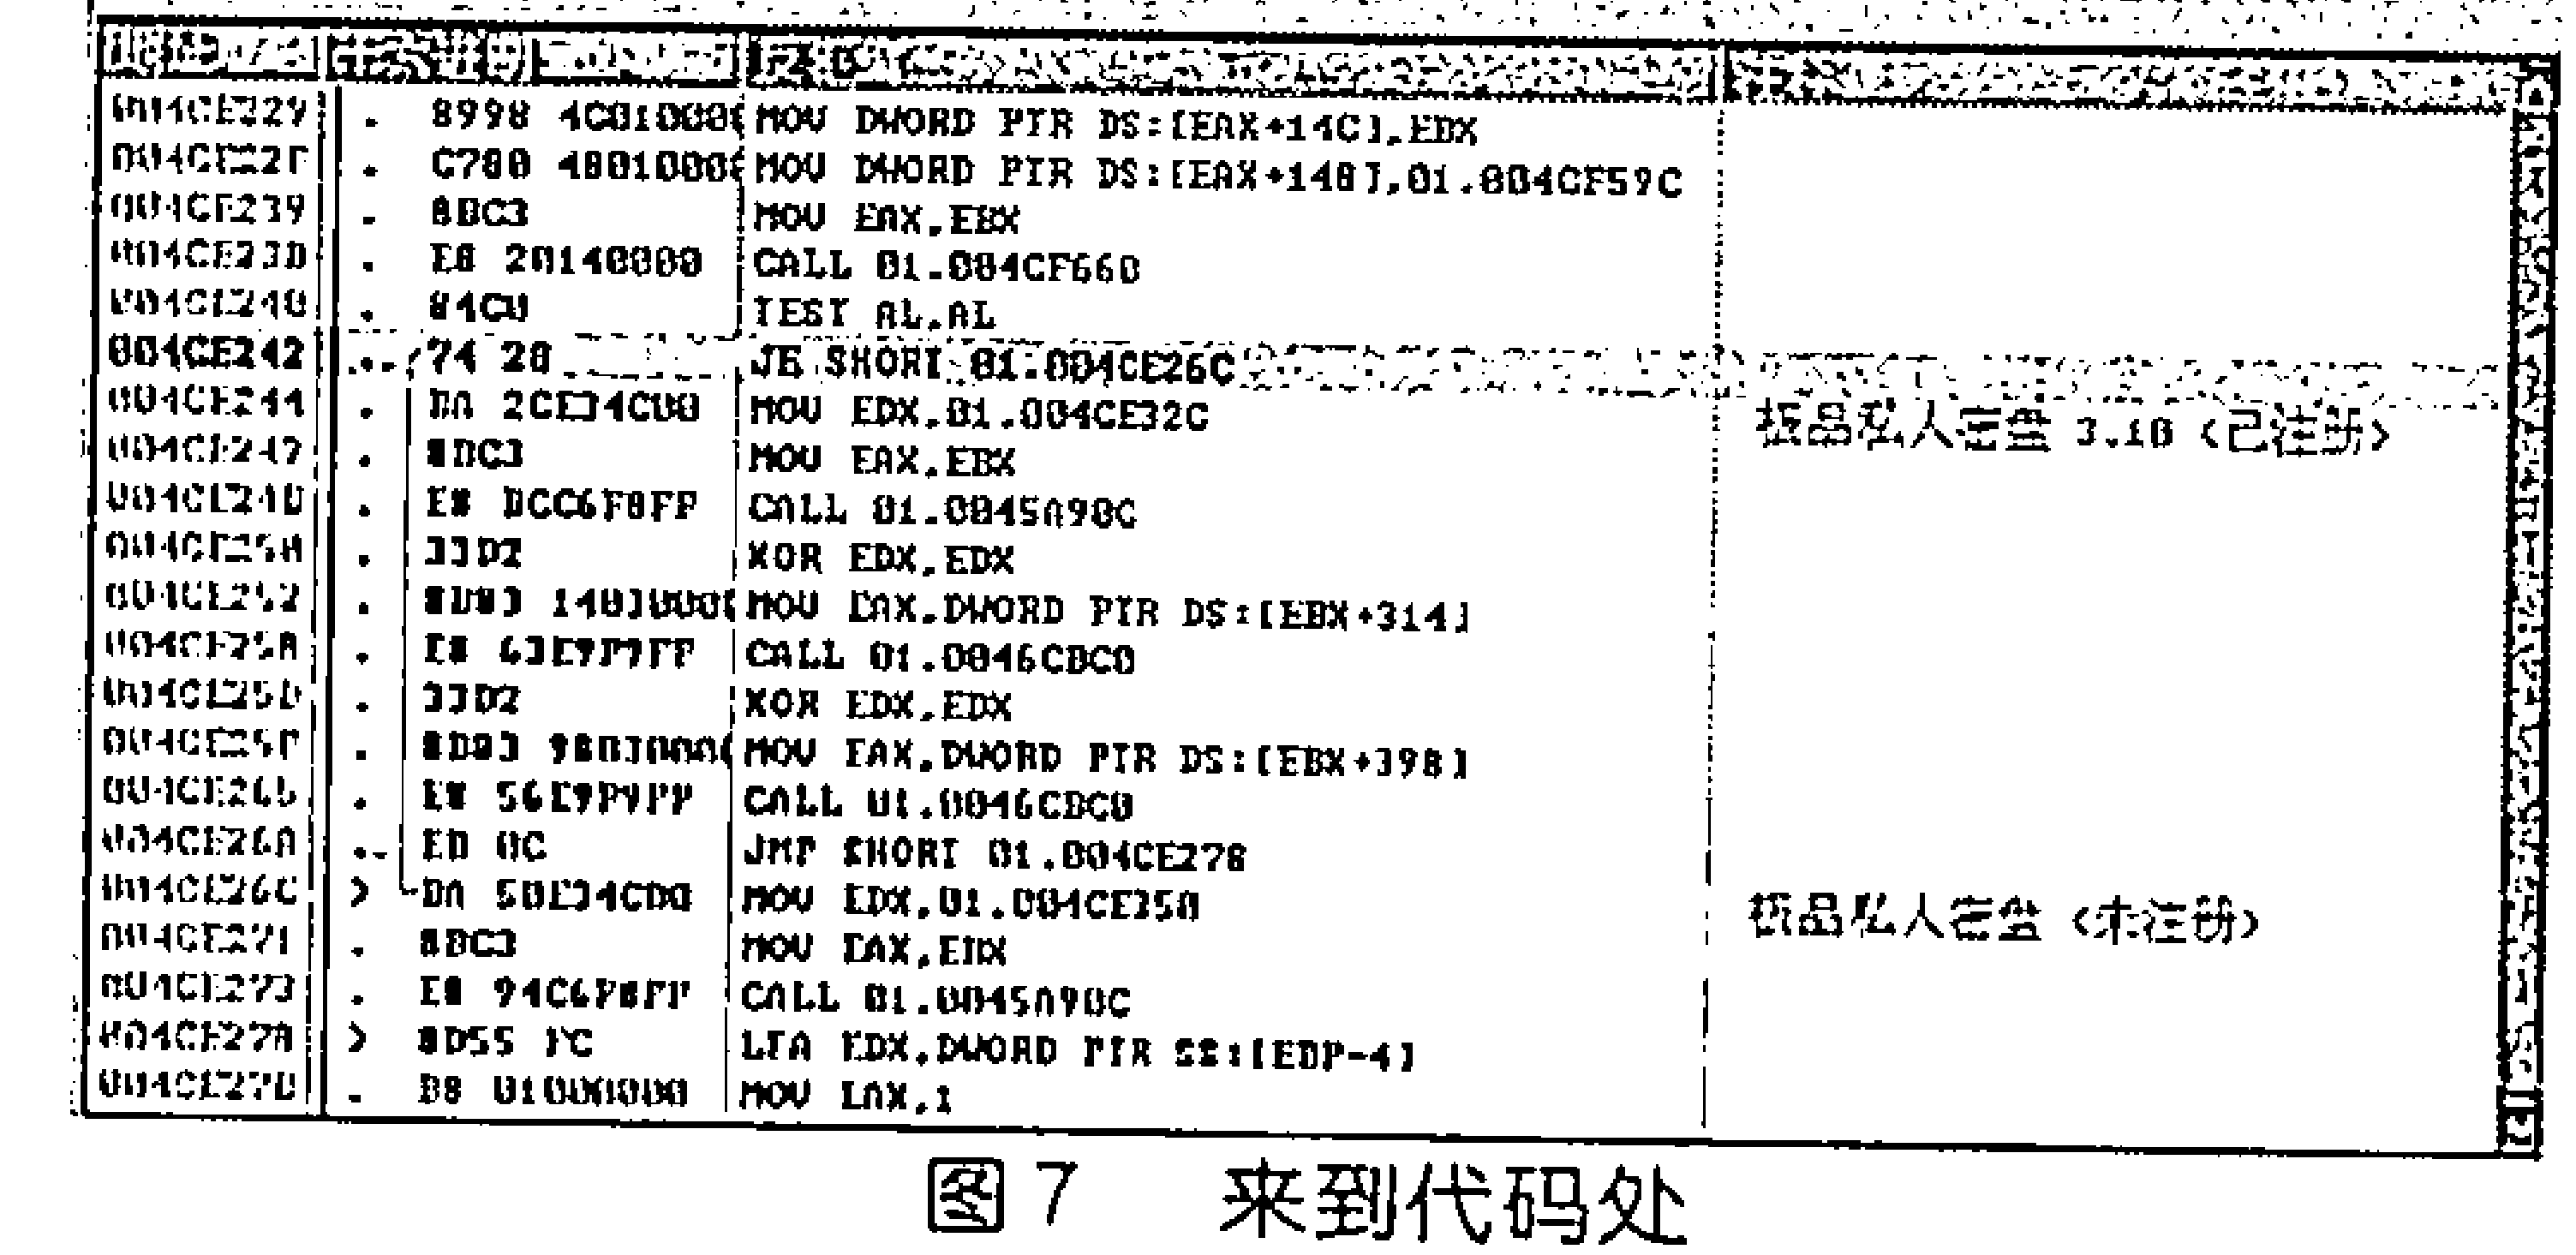 004CE229 . 8998 4C010000 MOV DWORD PTR DS:[EAX+14C],EBX
004CE22F . C780 48010000 MOV DWORD PTR DS:[EAX+148],01.004CF59C
004CE239 . 8BC3 MOV EAX,EBX
004CE23B . E8 20140000 CALL 01.004CF660
004CE240 . 84C0 TEST AL,AL
004CE242 . 74 28 JE SHORT 01.004CE26C
004CE244 . BA 2CE34C00 MOV EDX,01.004CE32C 极品私人密盘 3.10 (已注册)
004CE249 . 8BC3 MOV EAX,EBX
004CE24B . E8 BCC6F8FF CALL 01.0045A90C
004CE250 . 33D2 XOR EDX,EDX
004CE252 . 8B83 14030000 MOV EAX,DWORD PTR DS:[EBX+314]
004CE258 . E8 63E9F9FF CALL 01.0046CBC0
004CE25D . 33D2 XOR EDX,EDX
004CE25F . 8B83 98030000 MOV EAX,DWORD PTR DS:[EBX+398]
004CE265 . E8 56E9F9FF CALL 01.0046CBC0
004CE26A . EB 0C JMP SHORT 01.004CE278
004CE26C > BA 50E34C00 MOV EDX,01.004CE350 极品私人密盘 (未注册)
004CE271 . 8BC3 MOV EAX,EBX
004CE273 . E8 94C6F8FF CALL 01.0045A90C
004CE278 > 8D55 FC LEA EDX,DWORD PTR SS:[EBP-4]
004CE27B . B8 01000000 MOV EAX,1
图7 来到代码处